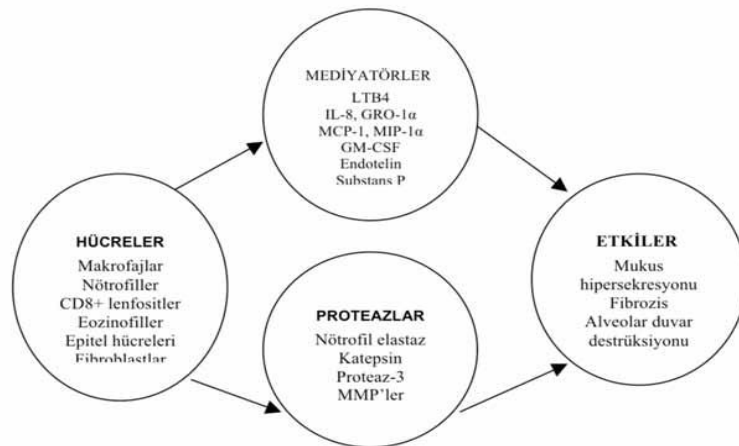 MEDİYATÖRLER
LTB4
IL-8, GRO-1α
MCP-1, MIP-1α
GM-CSF
Endotelin
Substans P
HÜCRELER
Makrofajlar
Nötrofiller
CD8+ lenfositler
Eozinofiller
Epitel hücreleri
Fibroblastlar
PROTEAZLAR
Nötrofil elastaz
Katepsin
Proteaz-3
MMP’ler
ETKİLER
Mukus
hipersekresyonu
Fibrozis
Alveolar duvar
destrüksiyonu